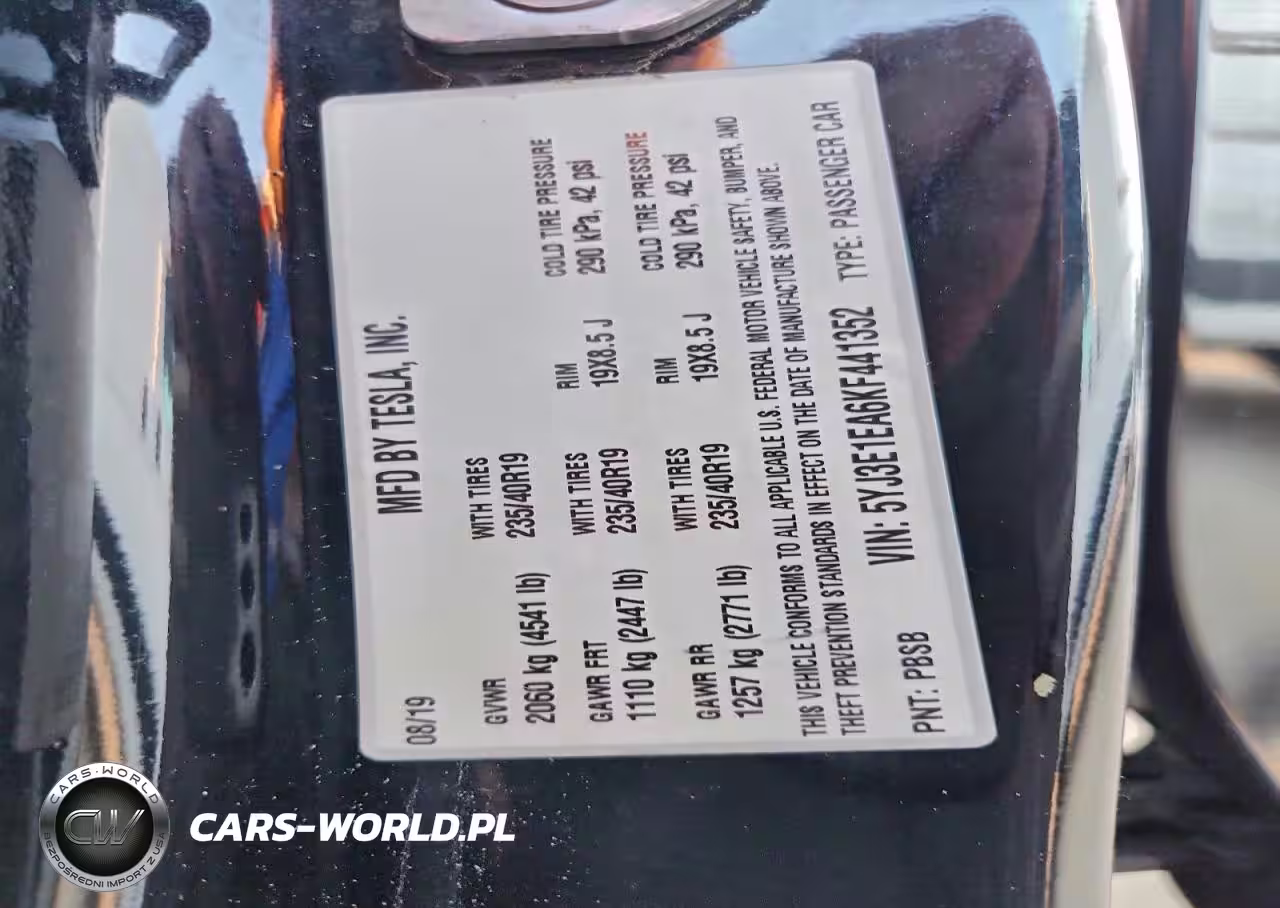 MFD BY TESLA, INC.
08/19
GVWR WITH TIRES
2060 kg (4541 lb) 235/40R19
GAWR FRT WITH TIRES RIM COLD TIRE PRESSURE
1110 kg (2447 lb) 235/40R19 19X8.5 J 290 kPa, 42 psi
GAWR RR WITH TIRES RIM COLD TIRE PRESSURE
1257 kg (2771 lb) 235/40R19 19X8.5 J 290 kPa, 42 psi
THIS VEHICLE CONFORMS TO ALL APPLICABLE U.S. FEDERAL MOTOR VEHICLE SAFETY, BUMPER, AND
THEFT PREVENTION STANDARDS IN EFFECT ON THE DATE OF MANUFACTURE SHOWN ABOVE.
VIN: 5YJ3E1EA6KF441352 TYPE: PASSENGER CAR
PNT: PBSB
CARS-WORLD
CW
BEZPOŚREDNI IMPORT Z USA
CARS-WORLD.PL